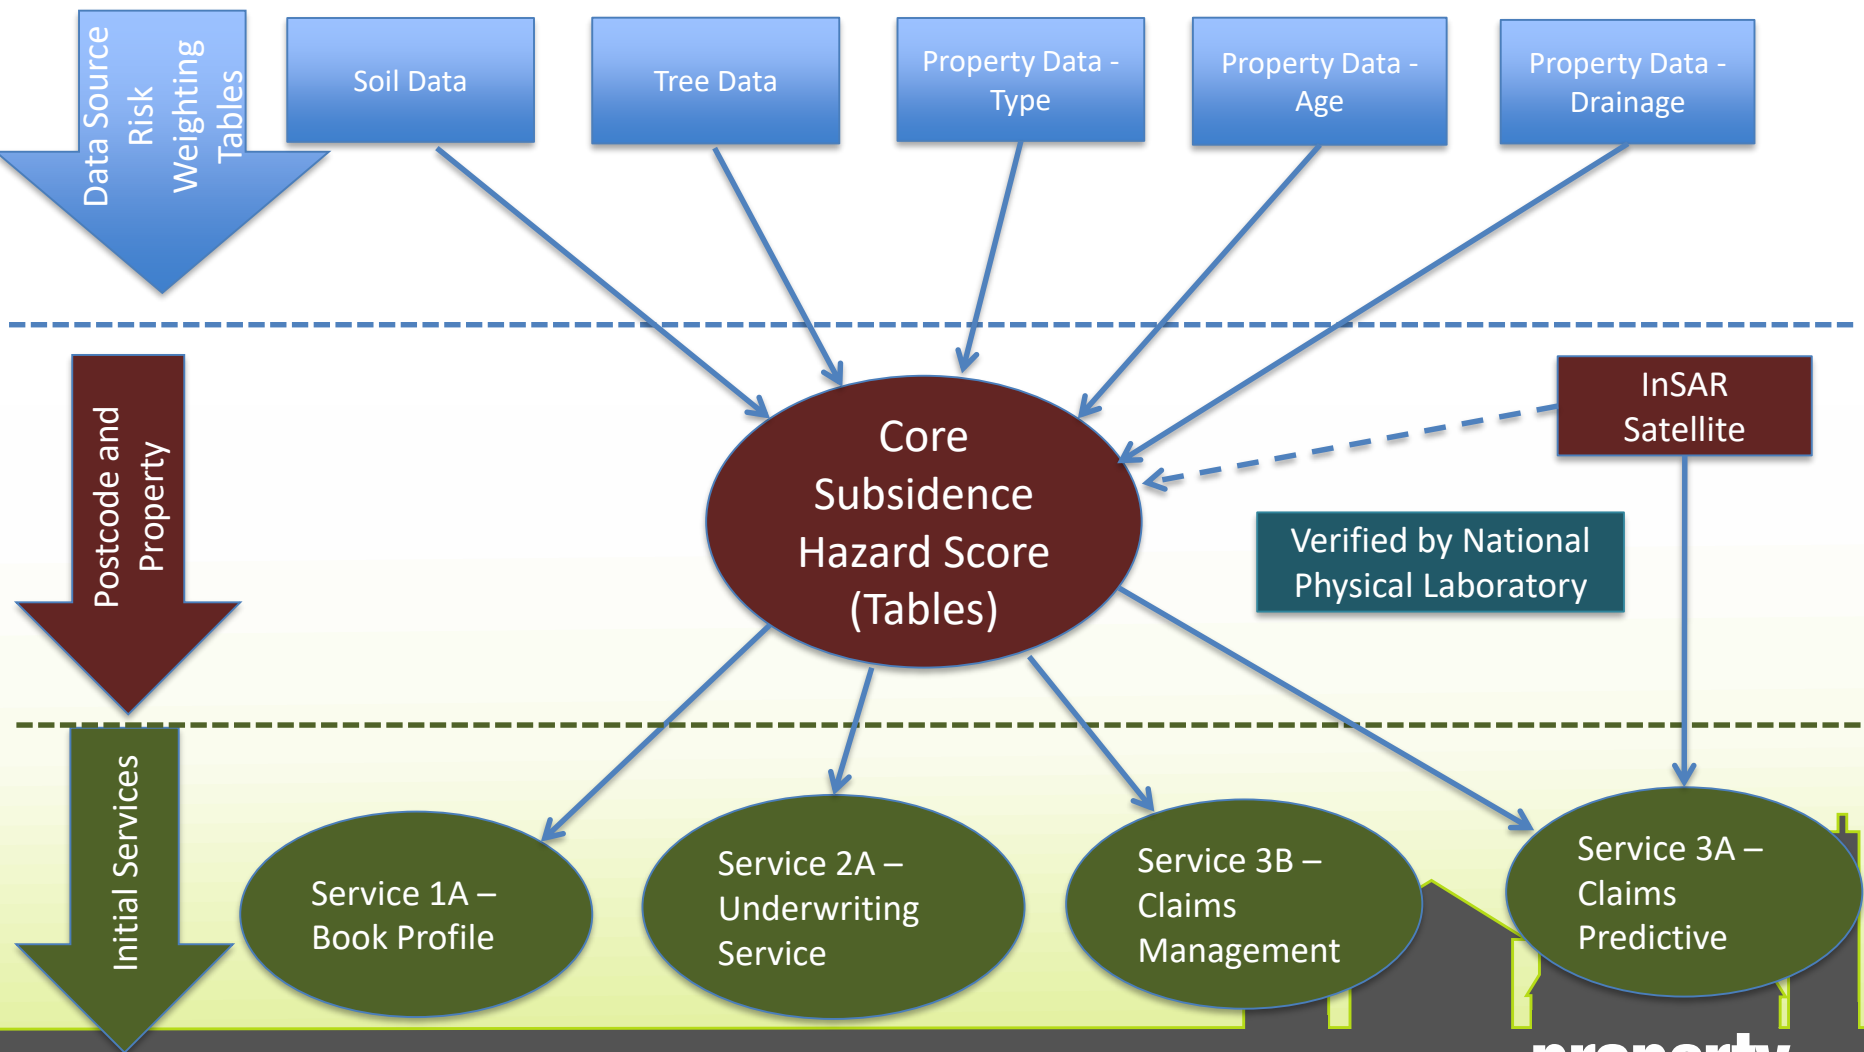 Data Source
Risk
Weighting
Tables
Soil Data
Tree Data
Property Data -
Type
Property Data -
Age
Property Data -
Drainage
Postcode and
Property
Core
Subsidence
Hazard Score
(Tables)
InSAR
Satellite
Verified by National
Physical Laboratory
Initial Services
Service 1A –
Book Profile
Service 2A –
Underwriting
Service
Service 3B –
Claims
Management
Service 3A –
Claims
Predictive
property